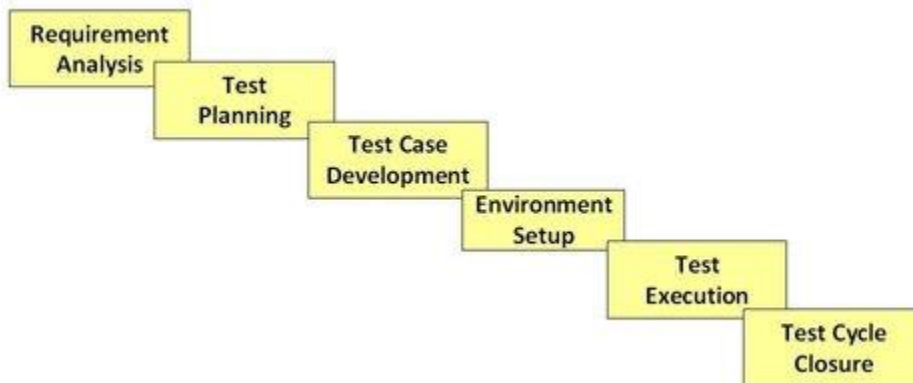 Requirement
Analysis
Test
Planning
Test Case
Development
Environment
Setup
Test
Execution
Test Cycle
Closure